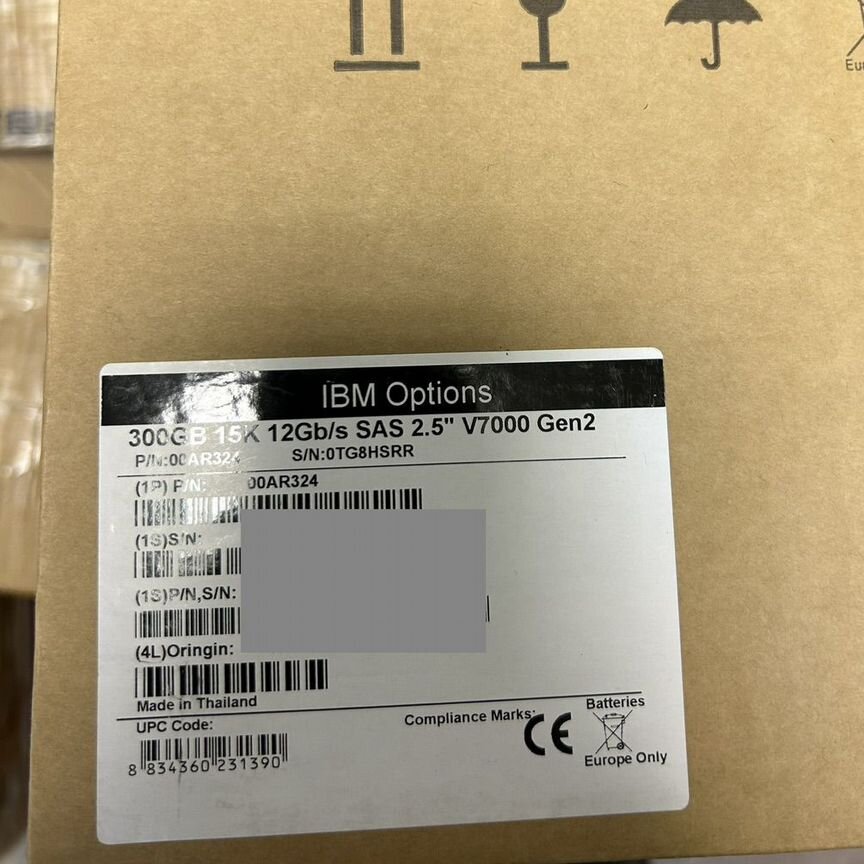 Eur
IBM Options
300GB 15K 12Gb/s SAS 2.5" V7000 Gen2
P/N:00AR324 S/N:0TG8HSRR
(1P) P/N: 00AR324
(1S)S/N:
(1S)P/N,S/N:
(4L)Oringin:
Made in Thailand
UPC Code:
Compliance Marks:
CE
Batteries
Europe Only
8 834360 231390